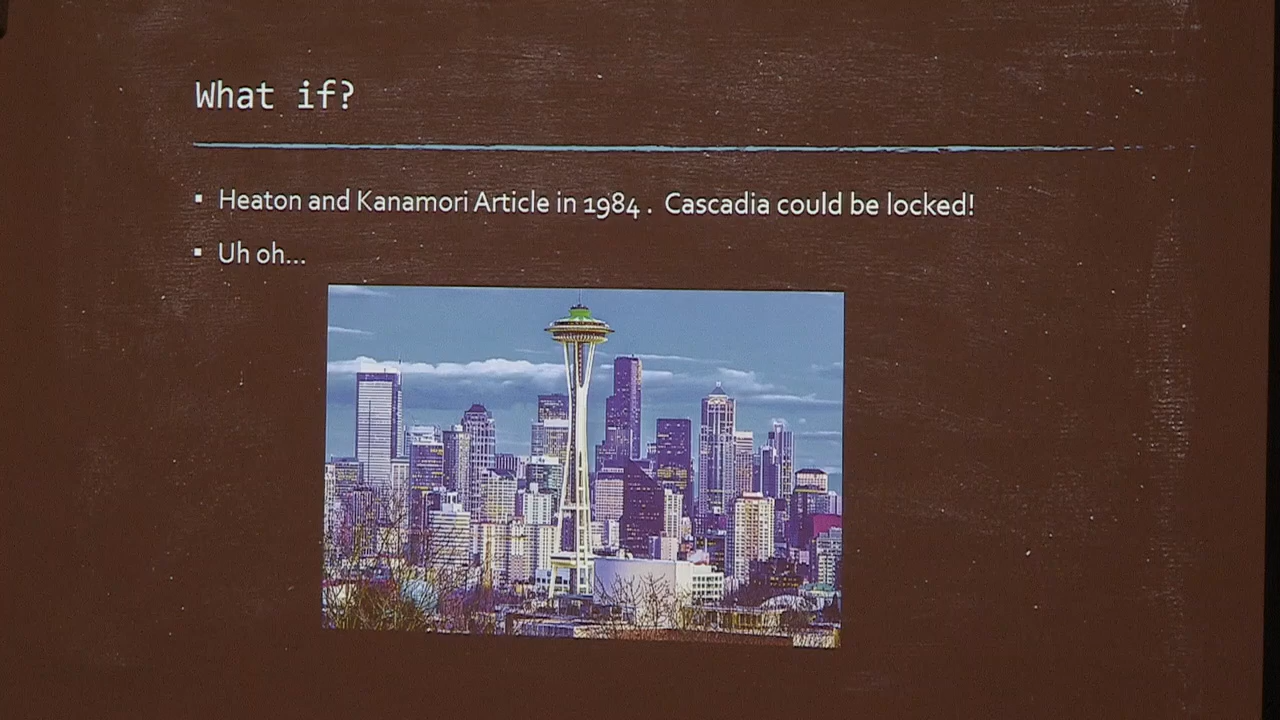 What if?
▪ Heaton and Kanamori Article in 1984 . Cascadia could be locked!
▪ Uh oh...